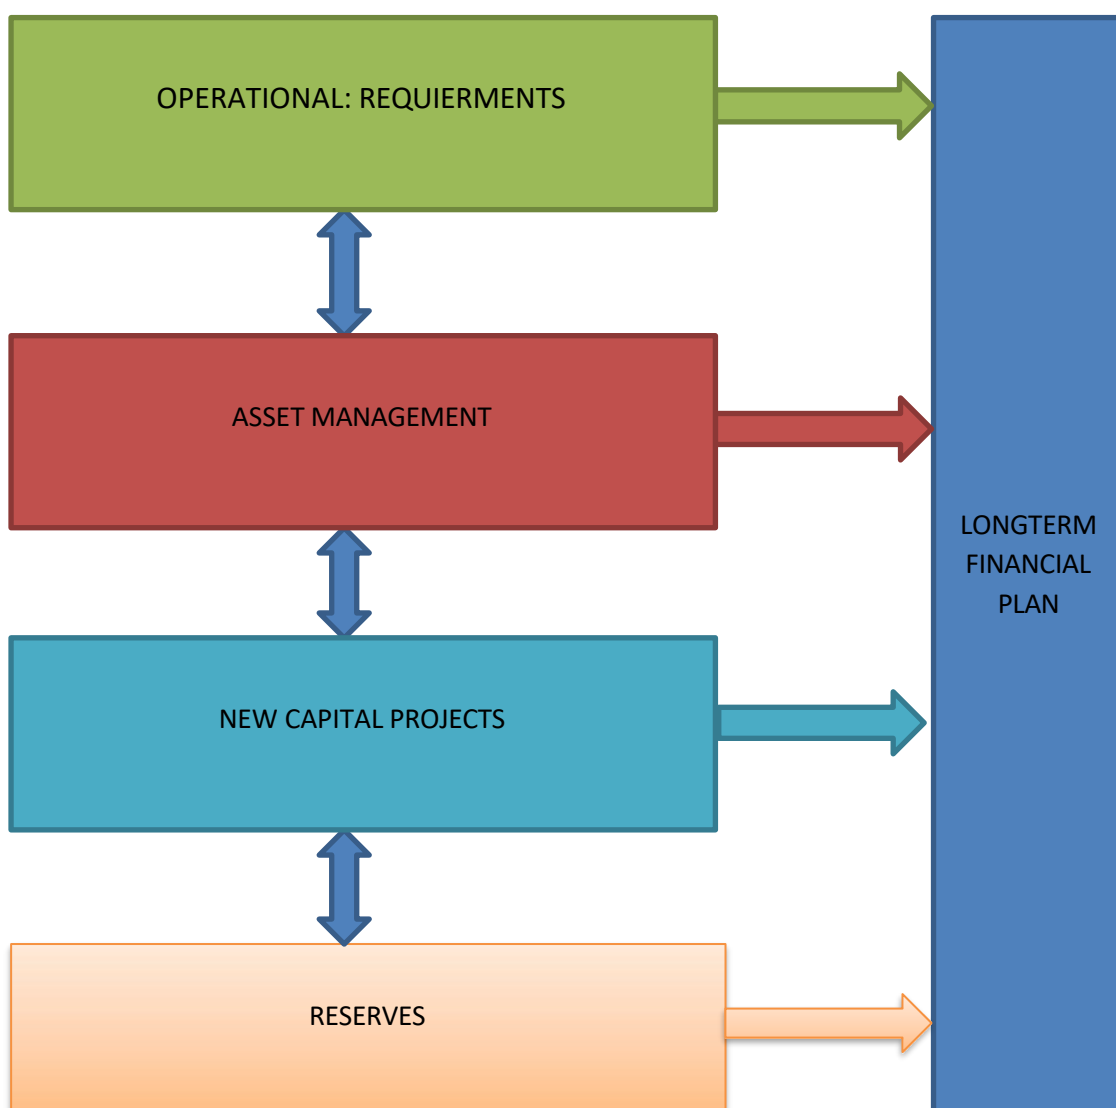 OPERATIONAL: REQUIERMENTS
ASSET MANAGEMENT
LONGTERM
FINANCIAL
PLAN
NEW CAPITAL PROJECTS
RESERVES